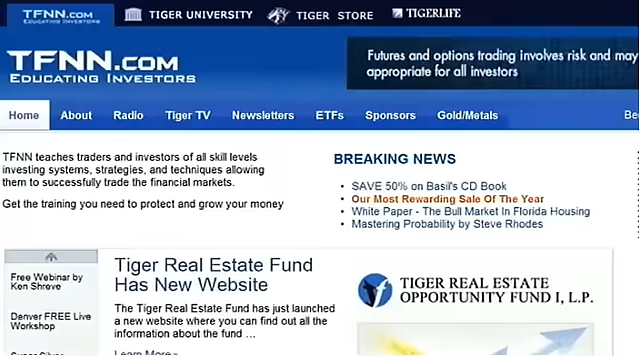 TFNN.COM
EDUCATING INVESTORS
TIGER UNIVERSITY
TIGER STORE
TIGERLIFE
TFNN.COM
EDUCATING INVESTORS
Futures and options trading involves risk and may
appropriate for all investors
Home About Radio Tiger TV Newsletters ETFs Sponsors Gold/Metals
TFNN teaches traders and investors of all skill levels
investing systems, strategies, and techniques allowing
them to successfully trade the financial markets.
Get the training you need to protect and grow your money
BREAKING NEWS
• SAVE 50% on Basil's CD Book
• Our Most Rewarding Sale Of The Year
• White Paper - The Bull Market In Florida Housing
• Mastering Probability by Steve Rhodes
Free Webinar by
Ken Shreve
Denver FREE Live
Workshop
Tiger Real Estate Fund
Has New Website
The Tiger Real Estate Fund has just launched
a new website where you can find out all the
information about the fund ...
Learn More
TIGER REAL ESTATE
OPPORTUNITY FUND I, L.P.